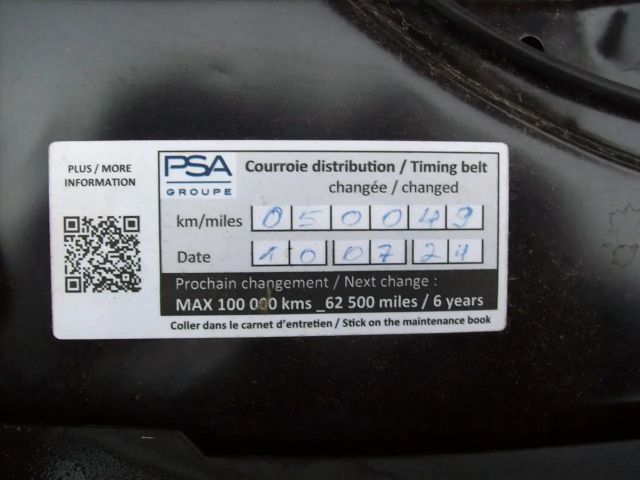 PLUS / MORE
INFORMATION
PSA
GROUPE
Courroie distribution / Timing belt
changée / changed
km/miles 050049
Date 100724
Prochain changement / Next change :
MAX 100 000 kms _62 500 miles / 6 years
Coller dans le carnet d'entretien / Stick on the maintenance book